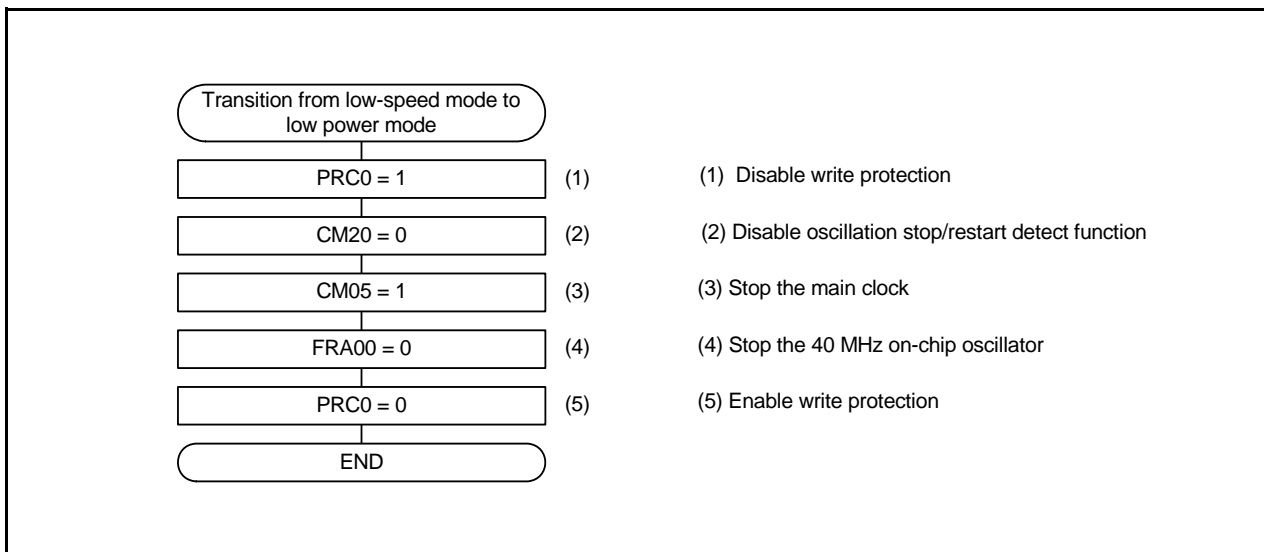 Transition from low-speed mode to
low power mode
PRC0 = 1 (1) (1) Disable write protection
CM20 = 0 (2) (2) Disable oscillation stop/restart detect function
CM05 = 1 (3) (3) Stop the main clock
FRA00 = 0 (4) (4) Stop the 40 MHz on-chip oscillator
PRC0 = 0 (5) (5) Enable write protection
END